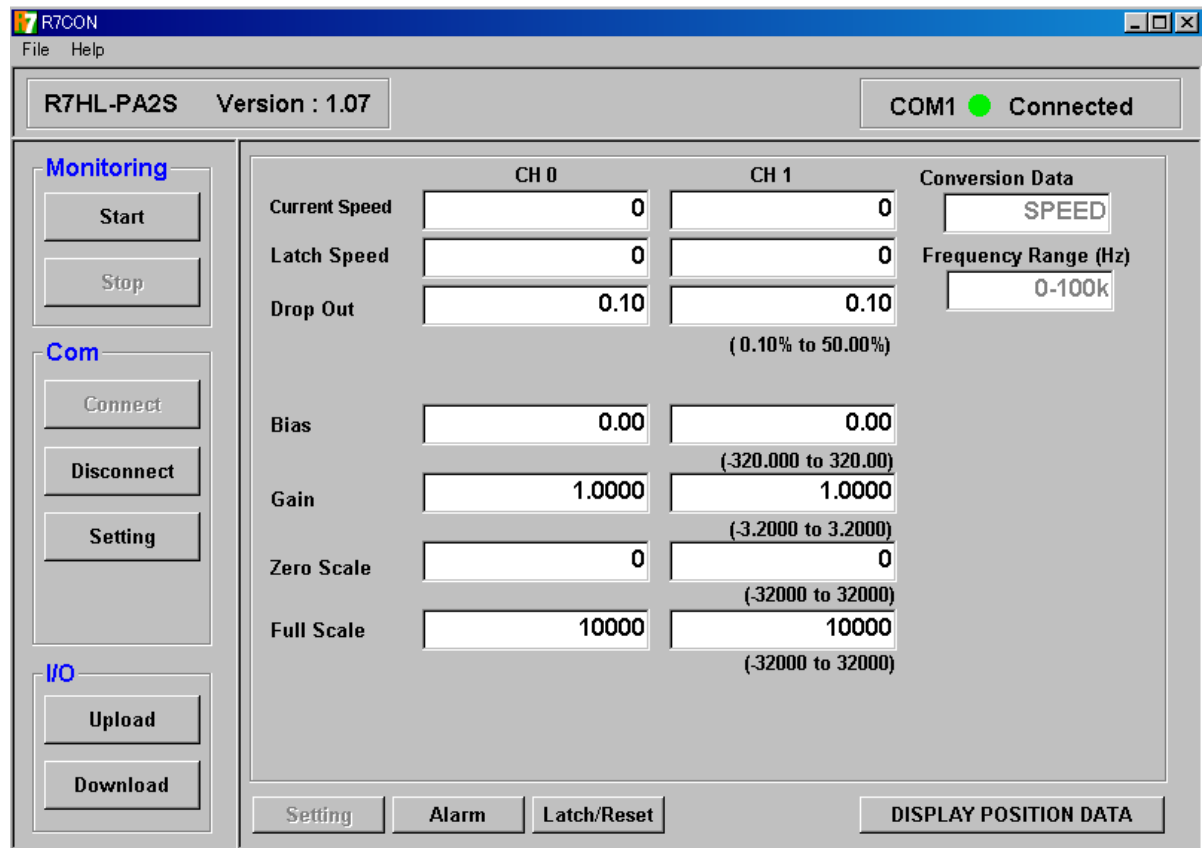 R7 R7CON
File Help
R7HL-PA2S Version : 1.07
COM1 Connected
Monitoring
Start
Stop
Com
Connect
Disconnect
Setting
I/O
Upload
Download
CH 0 CH 1 Conversion Data
Current Speed 0 0 SPEED
Latch Speed 0 0 Frequency Range (Hz)
Drop Out 0.10 0.10 0-100k
( 0.10% to 50.00%)
Bias 0.00 0.00
(-320.000 to 320.00)
Gain 1.0000 1.0000
(-3.2000 to 3.2000)
Zero Scale 0 0
(-32000 to 32000)
Full Scale 10000 10000
(-32000 to 32000)
Setting Alarm Latch/Reset DISPLAY POSITION DATA